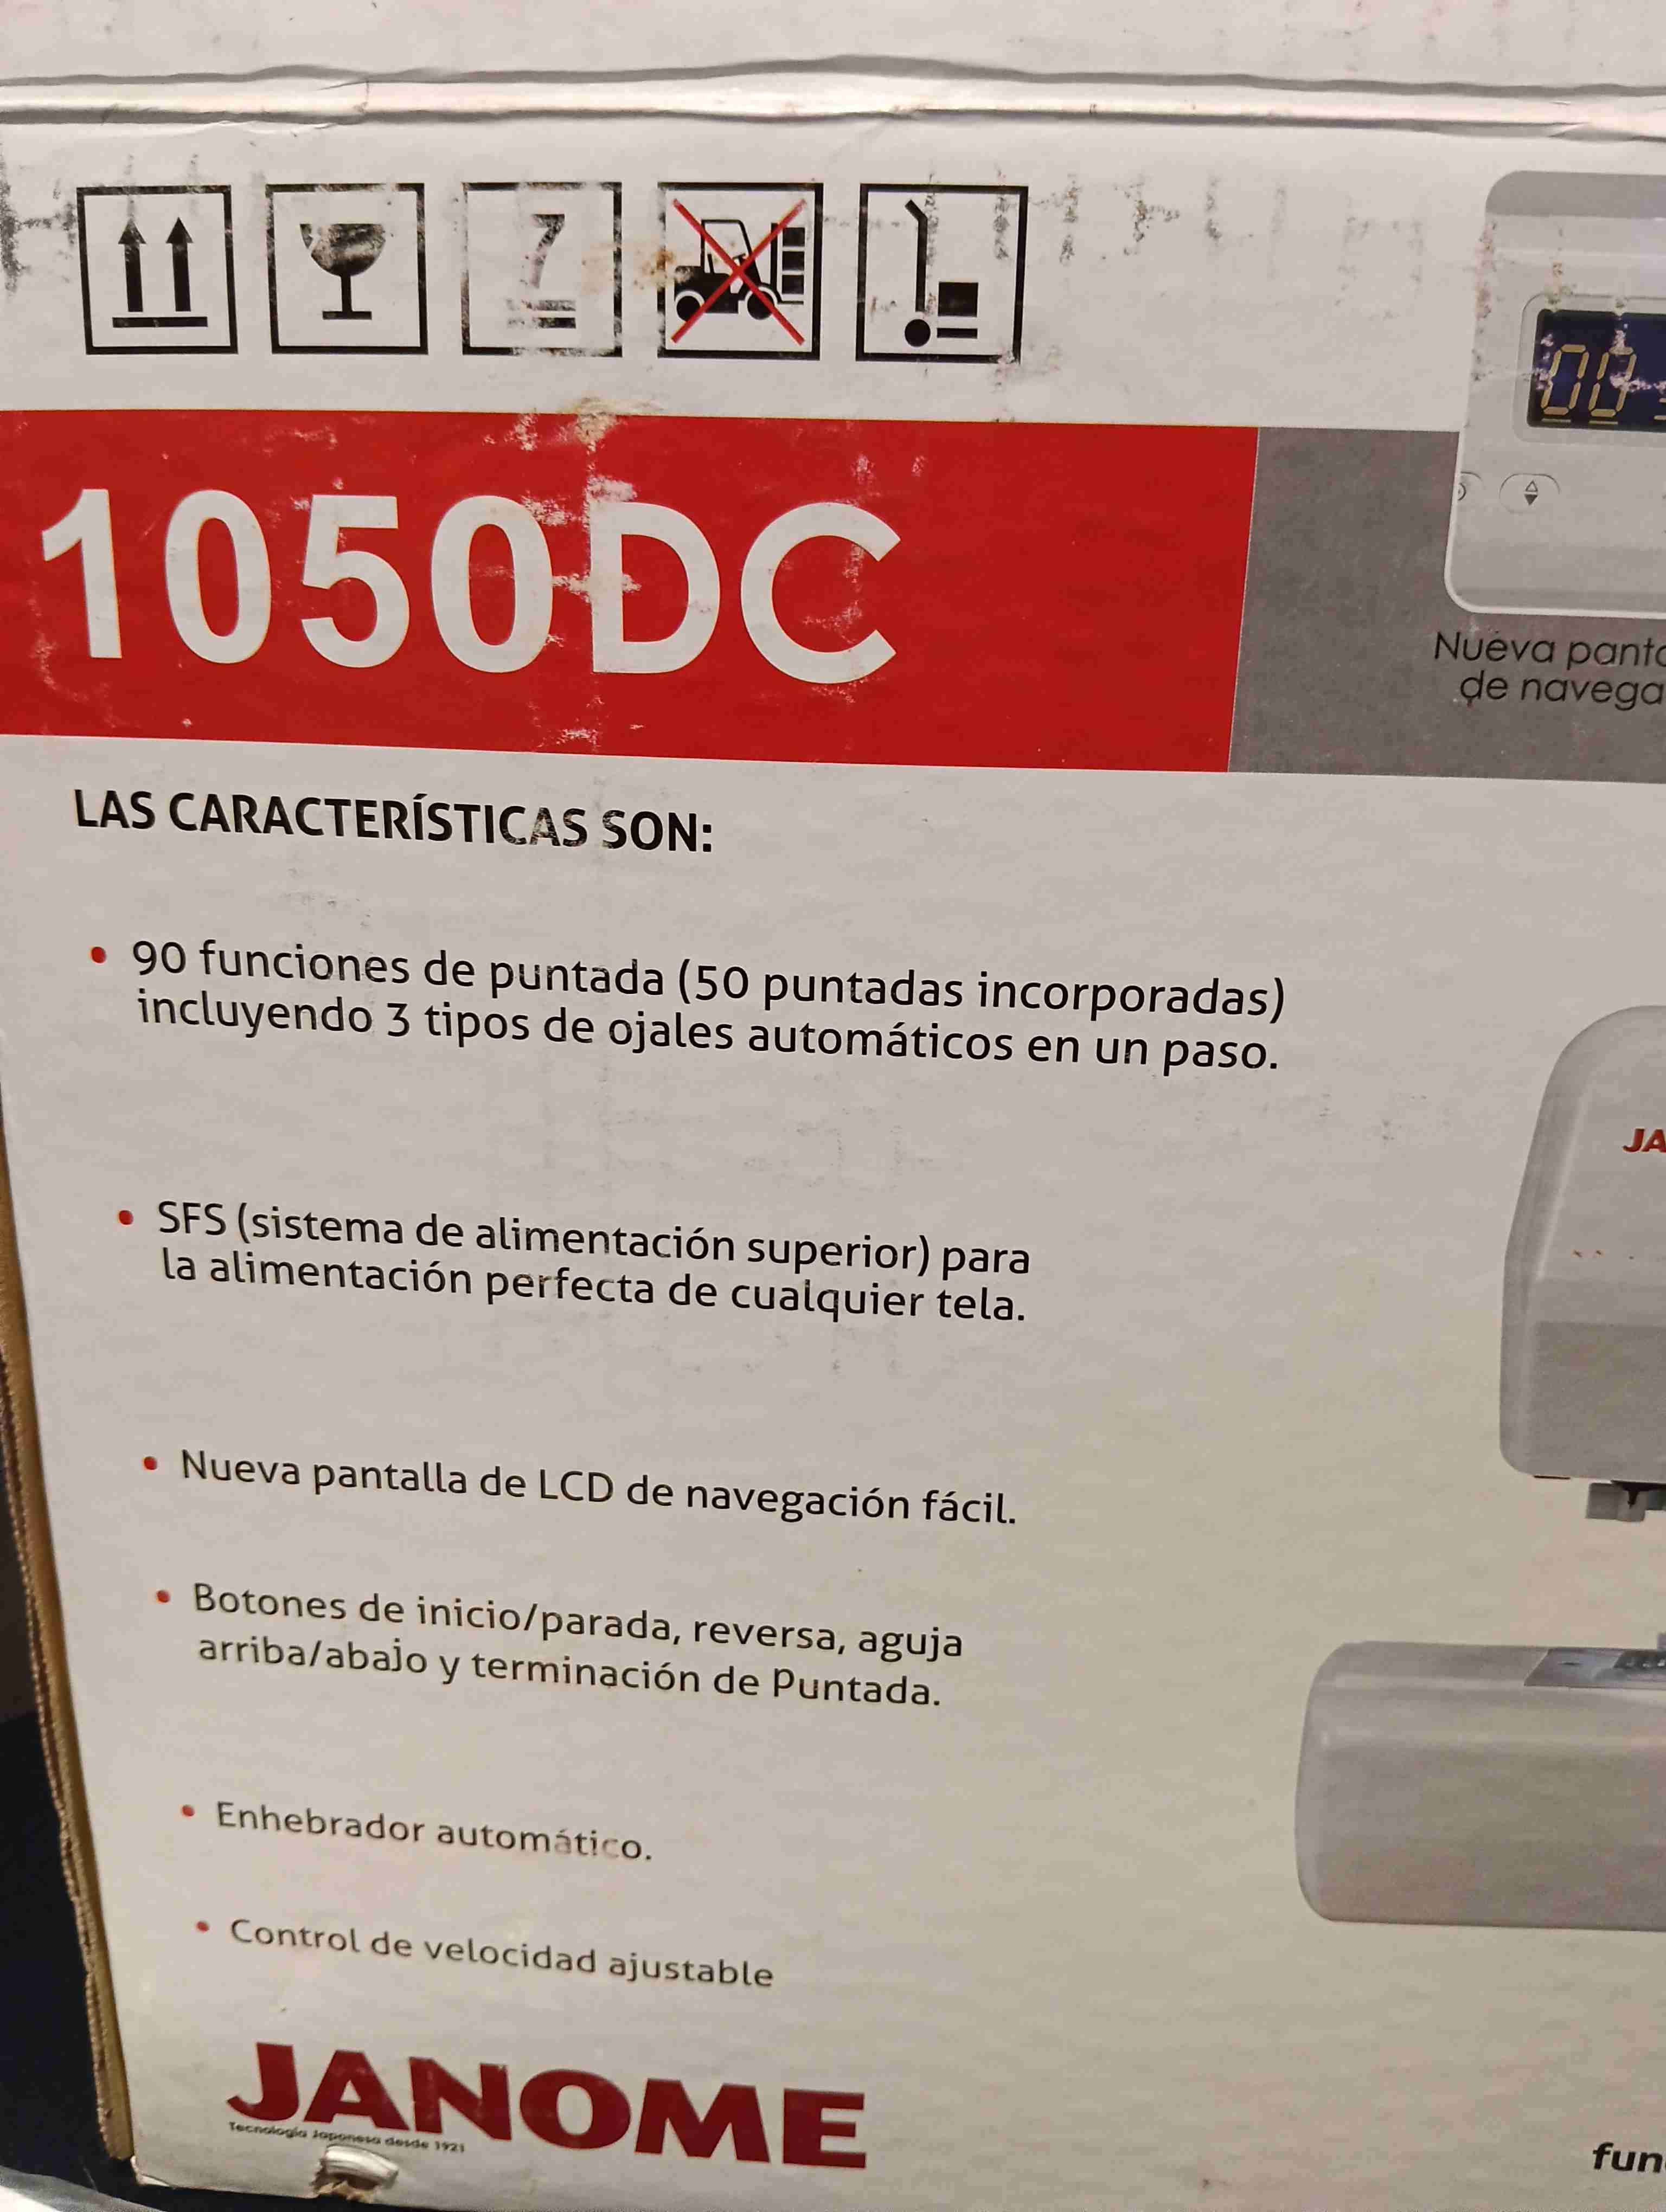 7
00
1050DC
Nueva
de
LAS CARACTERÍSTICAS SON:
• 90 funciones de puntada (50 puntadas incorporadas)
incluyendo 3 tipos de ojales automáticos en un paso.
JA
• SFS (sistema de alimentación superior) para
la alimentación perfecta de cualquier tela.
• Nueva pantalla de LCD de navegación fácil.
• Botones de inicio/parada, reversa, aguja
arriba/abajo y terminación de Puntada.
• Enhebrador automático.
• Control de velocidad ajustable
JANOME
Tecnología Japonesa desde 1921
fun